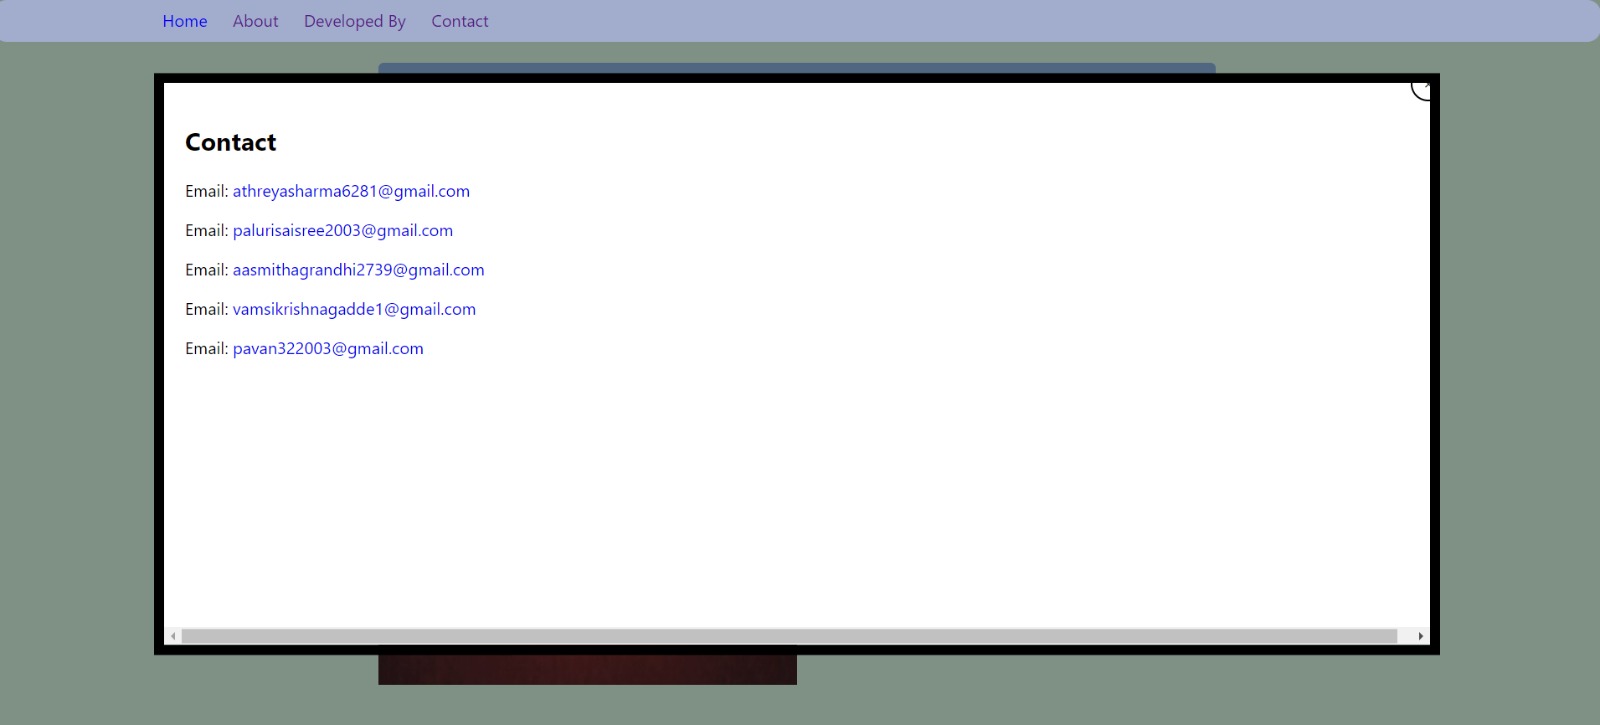 Home About Developed By Contact
Contact
Email: athreyasharma6281@gmail.com
Email: palurisaisree2003@gmail.com
Email: aasmithagrandhi2739@gmail.com
Email: vamsikrishnagadde1@gmail.com
Email: pavan322003@gmail.com